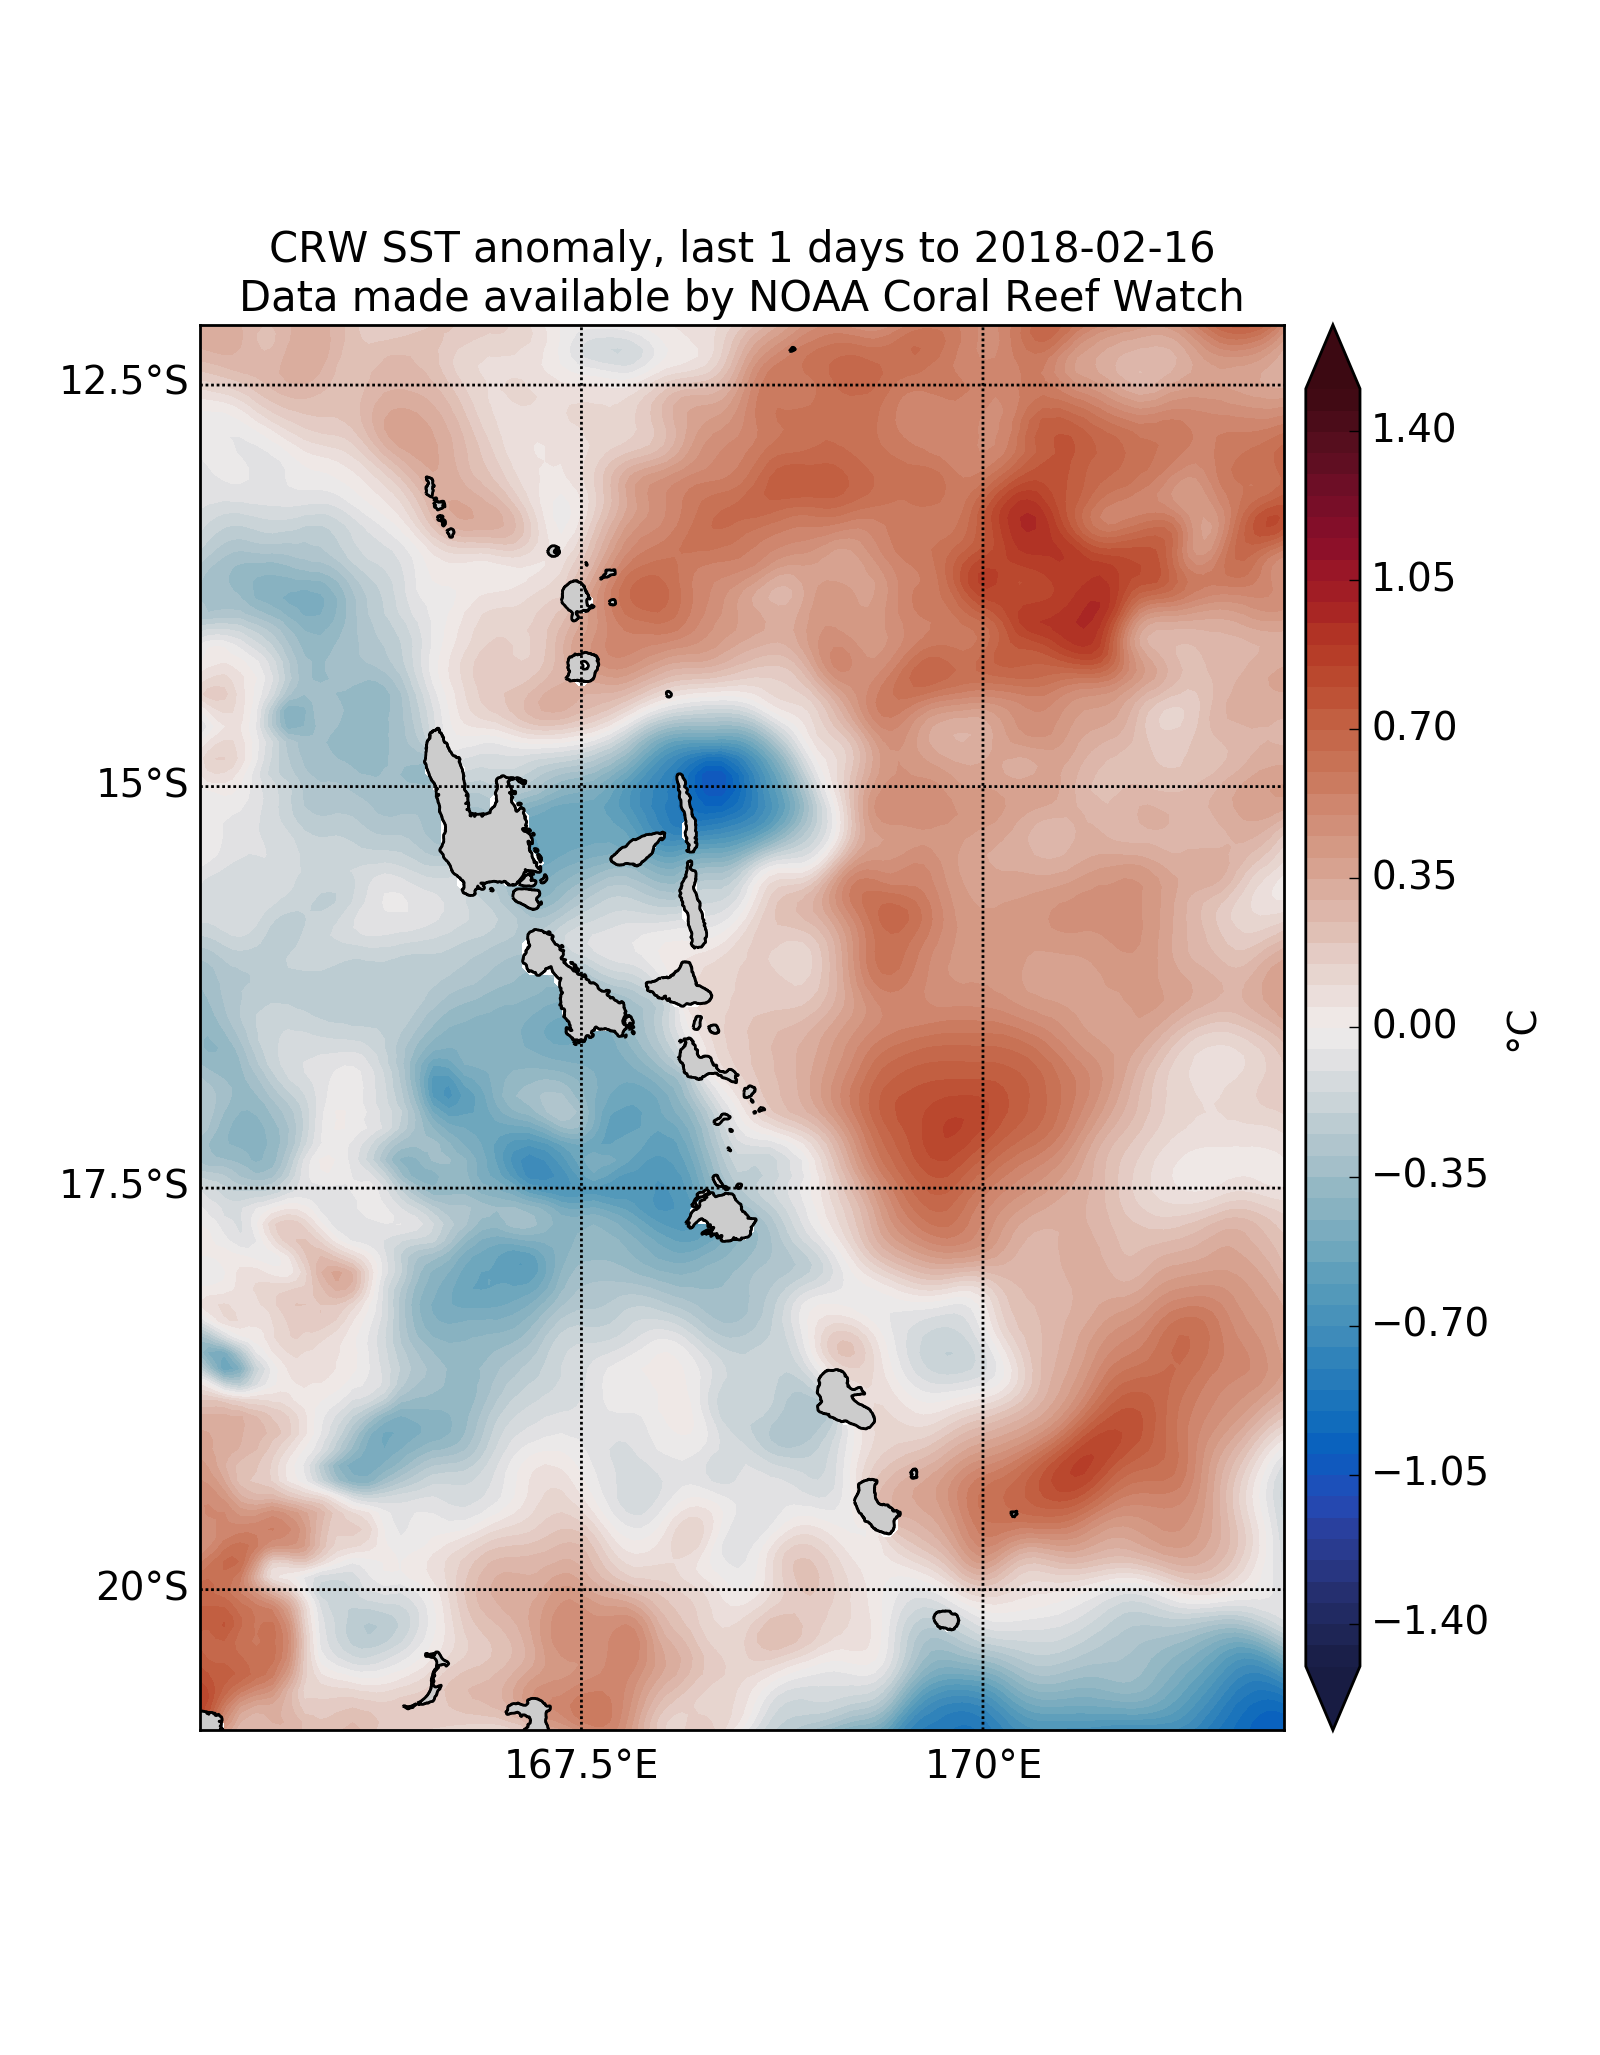 CRW SST anomaly, last 1 days to 2018-02-16
Data made available by NOAA Coral Reef Watch
12.5°S
15°S
17.5°S
20°S
167.5°E
170°E
1.40
1.05
0.70
0.35
0.00
−0.35
−0.70
−1.05
−1.40
°C